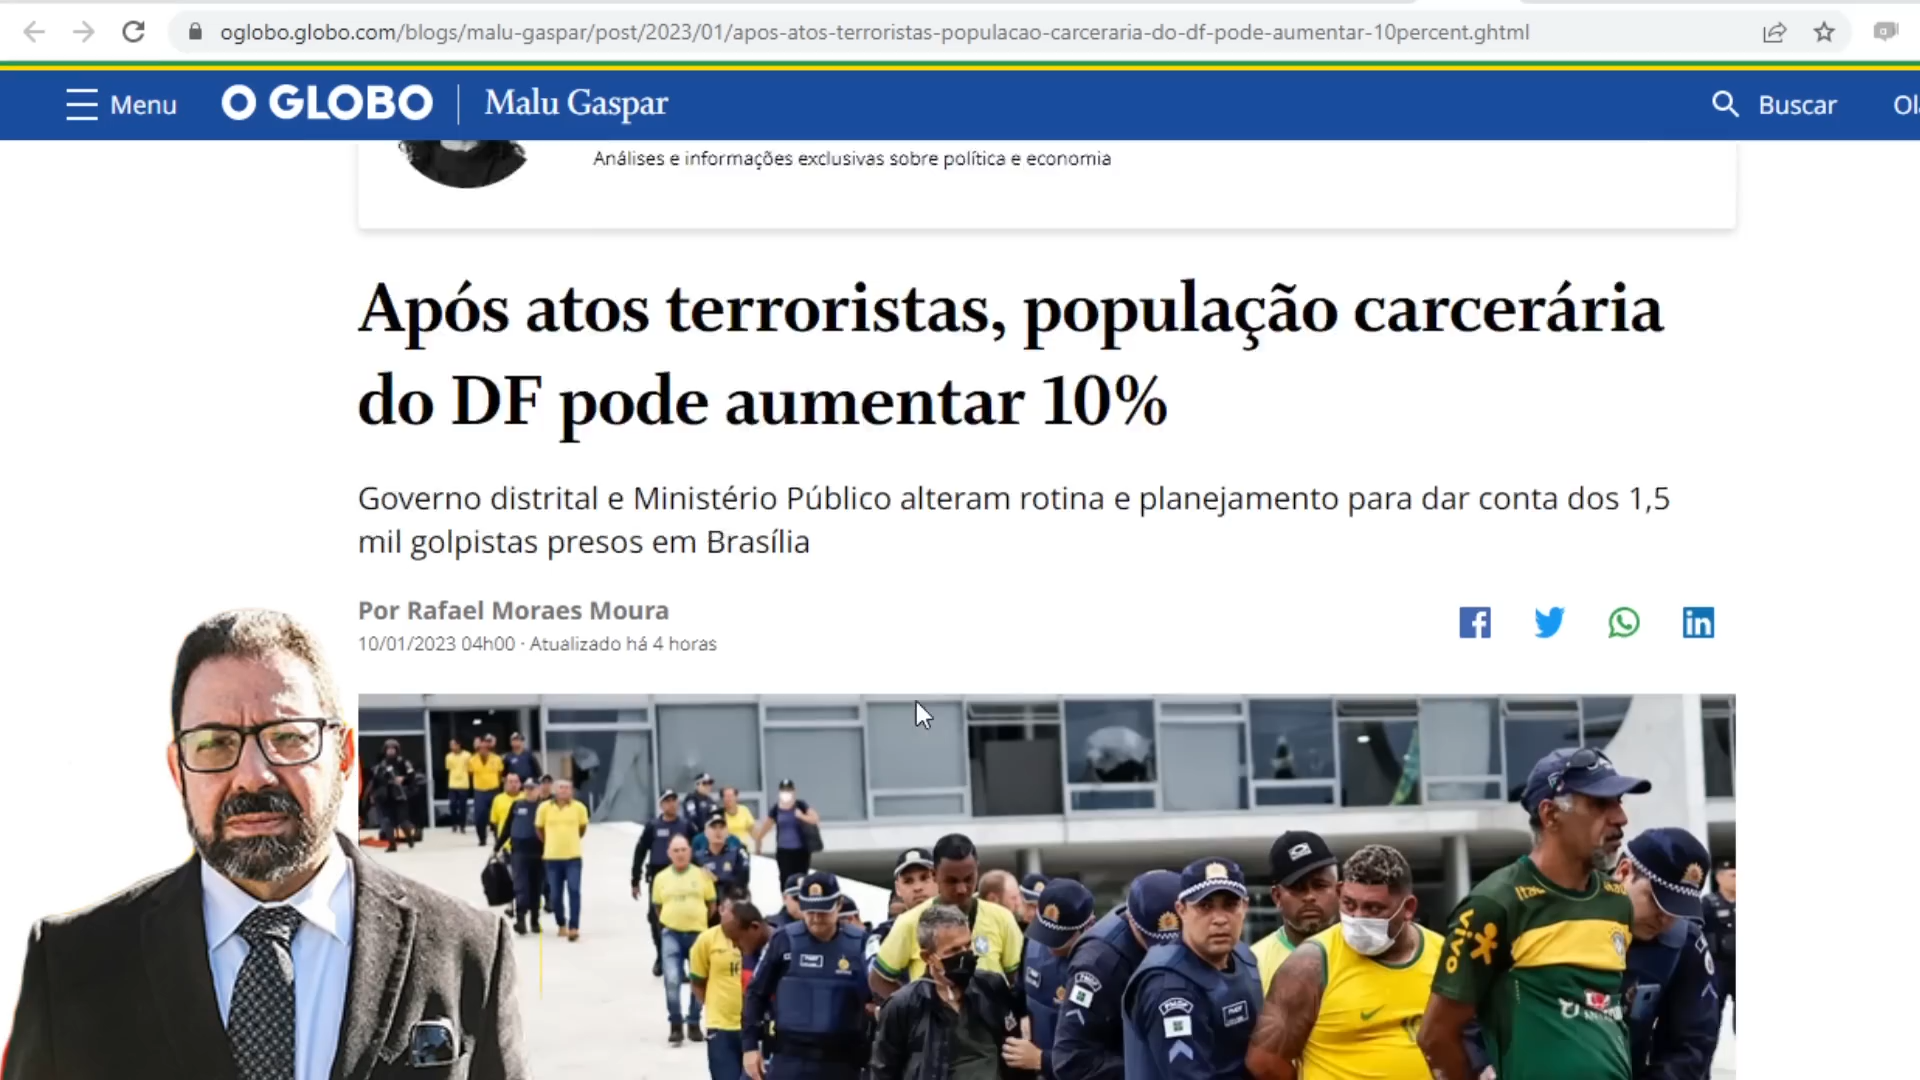 oglobo.globo.com/blogs/malu-gaspar/post/2023/01/apos-atos-terroristas-populacao-carceraria-do-df-pode-aumentar-10percent.ghtml
Menu
O GLOBO
Malu Gaspar
Buscar
Análises e informações exclusivas sobre política e economia
Após atos terroristas, população carcerária
do DF pode aumentar 10%
Governo distrital e Ministério Público alteram rotina e planejamento para dar conta dos 1,5
mil golpistas presos em Brasília
Por Rafael Moraes Moura
10/01/2023 04h00 · Atualizado há 4 horas
vivo